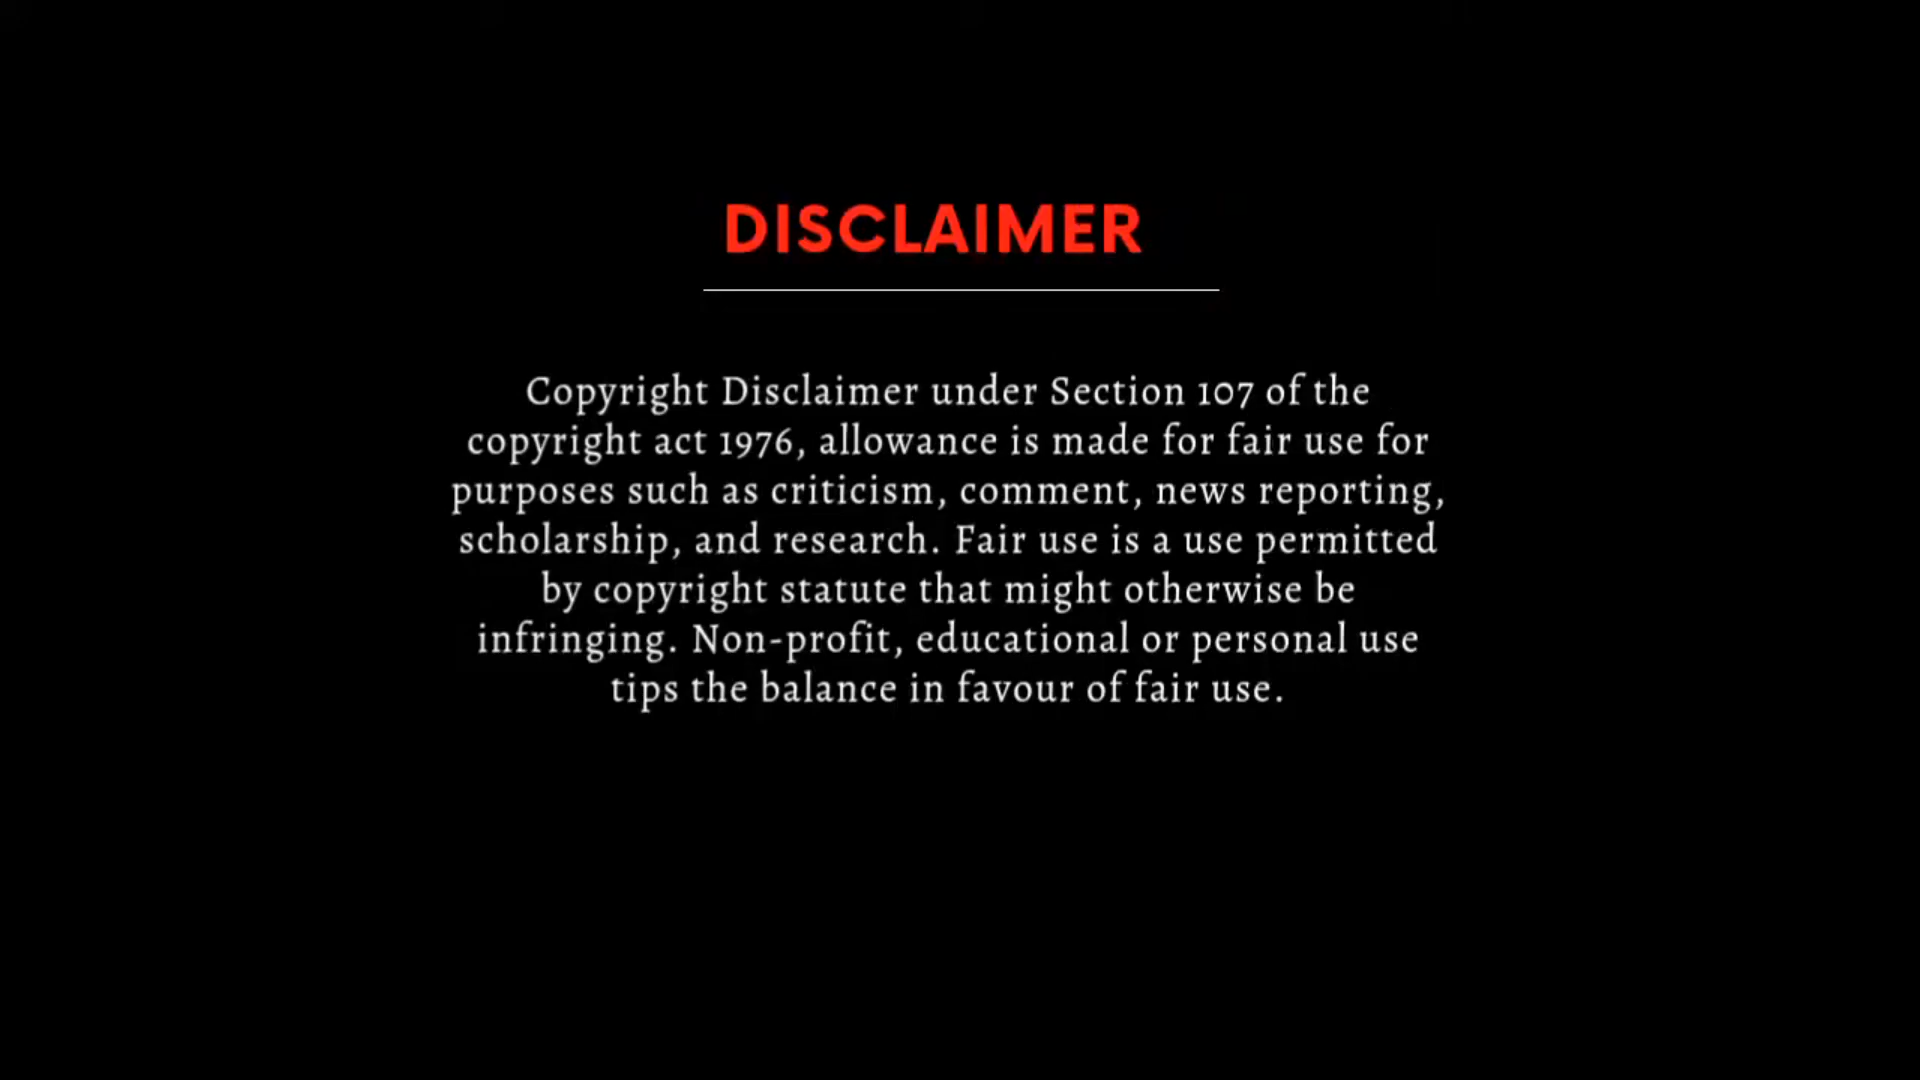 DISCLAIMER
Copyright Disclaimer under Section 107 of the
copyright act 1976, allowance is made for fair use for
purposes such as criticism, comment, news reporting,
scholarship, and research. Fair use is a use permitted
by copyright statute that might otherwise be
infringing. Non-profit, educational or personal use
tips the balance in favour of fair use.